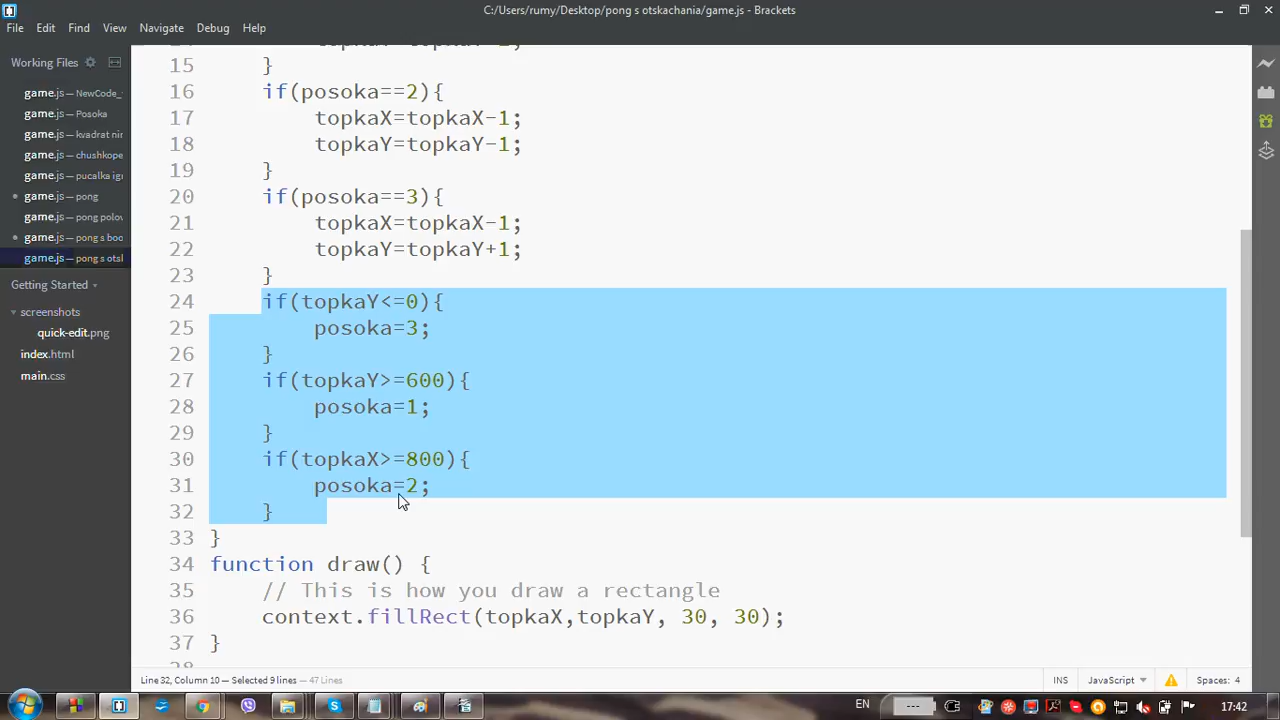 C:/Users/rumy/Desktop/pong s otskachania/game.js - Brackets
File Edit Find View Navigate Debug Help
Working Files
game.js — NewCode_
game.js — Posoka
game.js — kvadrat nir
game.js — chushkope
game.js — pucalka igr
game.js — pong
game.js — pong polov
game.js — pong s boo
game.js — pong s otsk
Getting Started
screenshots
quick-edit.png
index.html
main.css
15 }
16 if(posoka==2){
17 topkaX=topkaX-1;
18 topkaY=topkaY-1;
19 }
20 if(posoka==3){
21 topkaX=topkaX-1;
22 topkaY=topkaY+1;
23 }
24 if(topkaY<=0){
25 posoka=3;
26 }
27 if(topkaY>=600){
28 posoka=1;
29 }
30 if(topkaX>=800){
31 posoka=2;
32 }
33 }
34 function draw() {
35 // This is how you draw a rectangle
36 context.fillRect(topkaX,topkaY, 30, 30);
37 }
Line 32, Column 10 — Selected 9 lines — 47 Lines
INS JavaScript Spaces: 4
EN 17:42